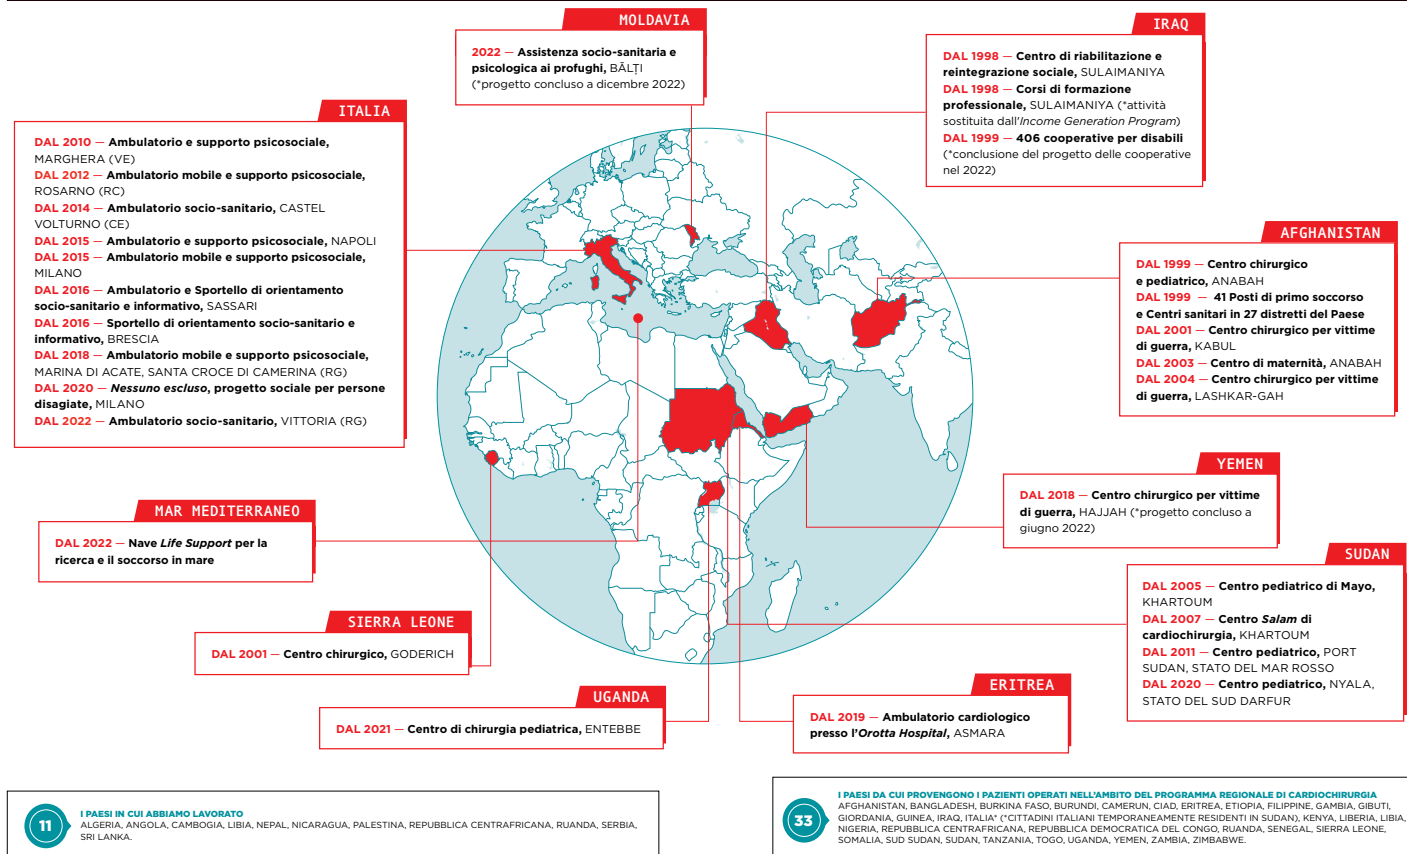 MOLDAVIA
2022 — Assistenza socio-sanitaria e
psicologica ai profughi, BĂLȚI
(*progetto concluso a dicembre 2022)
IRAQ
DAL 1998 — Centro di riabilitazione e
reintegrazione sociale, SULAIMANIYA
DAL 1998 — Corsi di formazione
professionale, SULAIMANIYA (*attività
sostituita dall'Income Generation Program)
DAL 1999 — 406 cooperative per disabili
(*conclusione del progetto delle cooperative
nel 2022)
ITALIA
DAL 2010 — Ambulatorio e supporto psicosociale,
MARGHERA (VE)
DAL 2012 — Ambulatorio mobile e supporto psicosociale,
ROSARNO (RC)
DAL 2014 — Ambulatorio socio-sanitario, CASTEL
VOLTURNO (CE)
DAL 2015 — Ambulatorio e supporto psicosociale, NAPOLI
DAL 2015 — Ambulatorio mobile e supporto psicosociale,
MILANO
DAL 2016 — Ambulatorio e Sportello di orientamento
socio-sanitario e informativo, SASSARI
DAL 2016 — Sportello di orientamento socio-sanitario e
informativo, BRESCIA
DAL 2018 — Ambulatorio mobile e supporto psicosociale,
MARINA DI ACATE, SANTA CROCE DI CAMERINA (RG)
DAL 2020 — Nessuno escluso, progetto sociale per persone
disagiate, MILANO
DAL 2022 — Ambulatorio socio-sanitario, VITTORIA (RG)
AFGHANISTAN
DAL 1999 — Centro chirurgico
e pediatrico, ANABAH
DAL 1999 — 41 Posti di primo soccorso
e Centri sanitari in 27 distretti del Paese
DAL 2001 — Centro chirurgico per vittime
di guerra, KABUL
DAL 2003 — Centro di maternità, ANABAH
DAL 2004 — Centro chirurgico per vittime
di guerra, LASHKAR-GAH
YEMEN
DAL 2018 — Centro chirurgico per vittime
di guerra, HAJJAH (*progetto concluso a
giugno 2022)
MAR MEDITERRANEO
DAL 2022 — Nave Life Support per la
ricerca e il soccorso in mare
SUDAN
DAL 2005 — Centro pediatrico di Mayo,
KHARTOUM
DAL 2007 — Centro Salam di
cardiochirurgia, KHARTOUM
DAL 2011 — Centro pediatrico, PORT
SUDAN, STATO DEL MAR ROSSO
DAL 2020 — Centro pediatrico, NYALA,
STATO DEL SUD DARFUR
SIERRA LEONE
DAL 2001 — Centro chirurgico, GODERICH
UGANDA
DAL 2021 — Centro di chirurgia pediatrica, ENTEBBE
ERITREA
DAL 2019 — Ambulatorio cardiologico
presso l'Orotta Hospital, ASMARA
11
I PAESI IN CUI ABBIAMO LAVORATO
ALGERIA, ANGOLA, CAMBOGIA, LIBIA, NEPAL, NICARAGUA, PALESTINA, REPUBBLICA CENTRAFRICANA, RUANDA, SERBIA,
SRI LANKA.
33
I PAESI DA CUI PROVENGONO I PAZIENTI OPERATI NELL'AMBITO DEL PROGRAMMA REGIONALE DI CARDIOCHIRURGIA
AFGHANISTAN, BANGLADESH, BURKINA FASO, BURUNDI, CAMERUN, CIAD, ERITREA, ETIOPIA, FILIPPINE, GAMBIA, GIBUTI,
GIORDANIA, GUINEA, IRAQ, ITALIA* (*CITTADINI ITALIANI TEMPORANEAMENTE RESIDENTI IN SUDAN), KENYA, LIBERIA, LIBIA,
NIGERIA, REPUBBLICA CENTRAFRICANA, REPUBBLICA DEMOCRATICA DEL CONGO, RUANDA, SENEGAL, SIERRA LEONE,
SOMALIA, SUD SUDAN, SUDAN, TANZANIA, TOGO, UGANDA, YEMEN, ZAMBIA, ZIMBABWE.